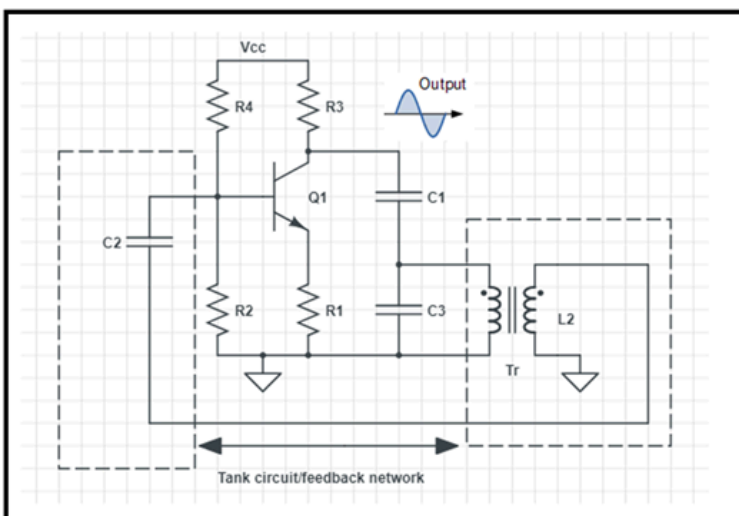 Vcc
Output
R4
R3
Q1
C1
C2
R2
R1
C3
L2
Tr
Tank circuit/feedback network